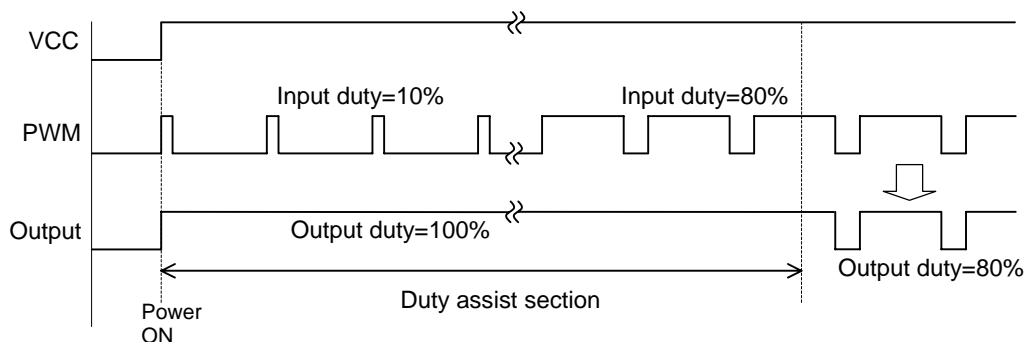 VCC
Input duty=10%
Input duty=80%
PWM
Output
Output duty=100%
Output duty=80%
Duty assist section
Power
ON